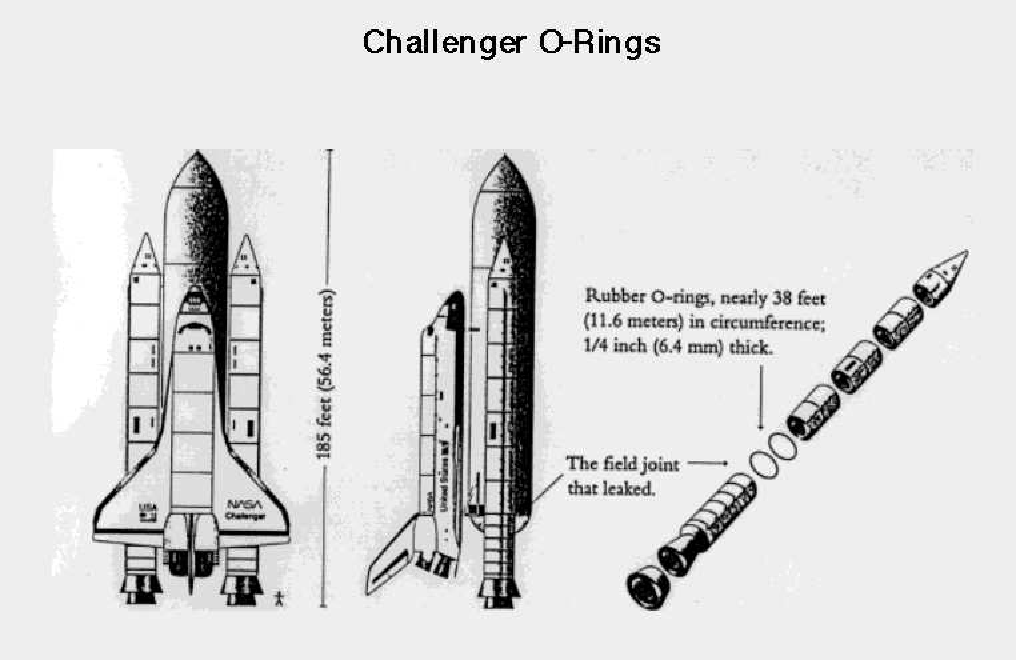 Challenger O-Rings
185 feet (56.4 meters)
Rubber O-rings, nearly 38 feet
(11.6 meters) in circumference;
1/4 inch (6.4 mm) thick.
The field joint
that leaked.
USA
NASA
Challenger
United States